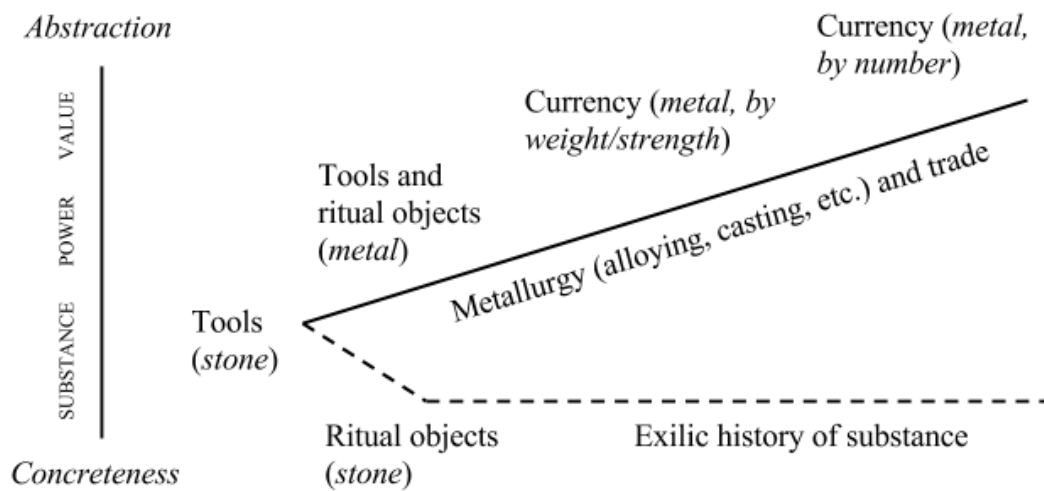 Abstraction
Currency (metal,
by number)
VALUE
Currency (metal, by
weight/strength)
Tools and
ritual objects
(metal)
POWER
Metallurgy (alloying, casting, etc.) and trade
Tools
(stone)
SUBSTANCE
Ritual objects
(stone)
Exilic history of substance
Concreteness